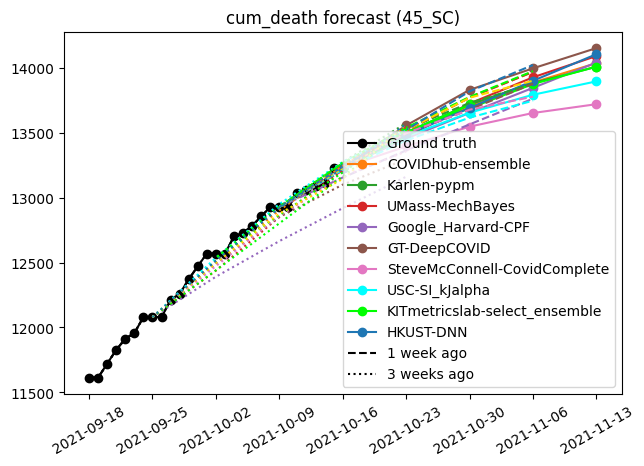 cum_death forecast (45_SC)
14000
13500
13000
12500
12000
11500
Ground truth
COVIDhub-ensemble
Karlen-pypm
UMass-MechBayes
Google_Harvard-CPF
GT-DeepCOVID
SteveMcConnell-CovidComplete
USC-SI_kJalpha
KITmetricslab-select_ensemble
HKUST-DNN
1 week ago
3 weeks ago
2021-09-18
2021-09-25
2021-10-02
2021-10-09
2021-10-16
2021-10-23
2021-10-30
2021-11-06
2021-11-13